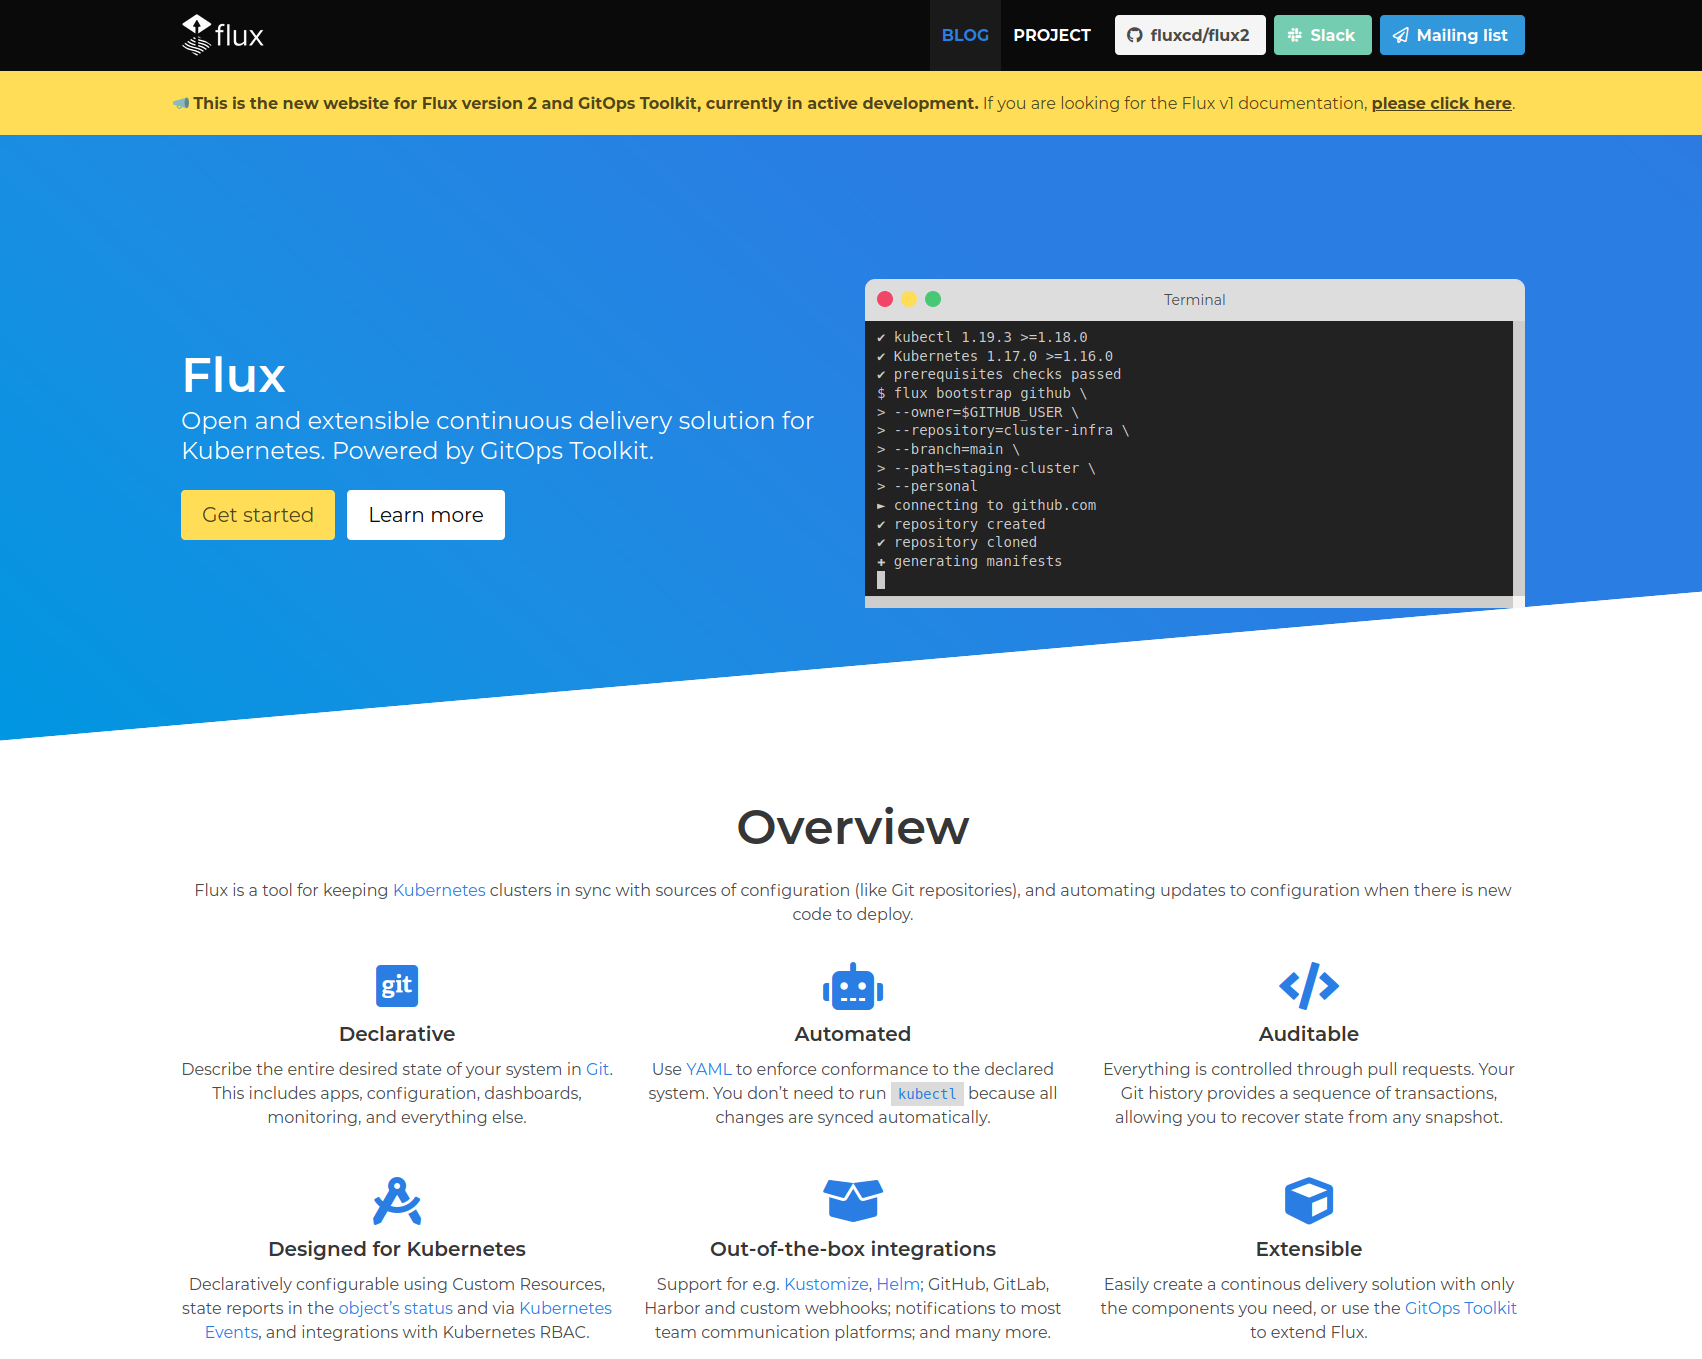 flux
BLOG
PROJECT
fluxcd/flux2
Slack
Mailing list
This is the new website for Flux version 2 and GitOps Toolkit, currently in active development. If you are looking for the Flux v1 documentation, please click here.
Flux
Open and extensible continuous delivery solution for
Kubernetes. Powered by GitOps Toolkit.
Get started
Learn more
Terminal
✔ kubectl 1.19.3 >=1.18.0
✔ Kubernetes 1.17.0 >=1.16.0
✔ prerequisites checks passed
$ flux bootstrap github \
> --owner=$GITHUB_USER \
> --repository=cluster-infra \
> --branch=main \
> --path=staging-cluster \
> --personal
► connecting to github.com
✔ repository created
✔ repository cloned
✚ generating manifests
Overview
Flux is a tool for keeping Kubernetes clusters in sync with sources of configuration (like Git repositories), and automating updates to configuration when there is new
code to deploy.
git
Declarative
Describe the entire desired state of your system in Git.
This includes apps, configuration, dashboards,
monitoring, and everything else.
Automated
Use YAML to enforce conformance to the declared
system. You don’t need to run kubectl because all
changes are synced automatically.
Auditable
Everything is controlled through pull requests. Your
Git history provides a sequence of transactions,
allowing you to recover state from any snapshot.
Designed for Kubernetes
Declaratively configurable using Custom Resources,
state reports in the object’s status and via Kubernetes
Events, and integrations with Kubernetes RBAC.
Out-of-the-box integrations
Support for e.g. Kustomize, Helm; GitHub, GitLab,
Harbor and custom webhooks; notifications to most
team communication platforms; and many more.
Extensible
Easily create a continous delivery solution with only
the components you need, or use the GitOps Toolkit
to extend Flux.